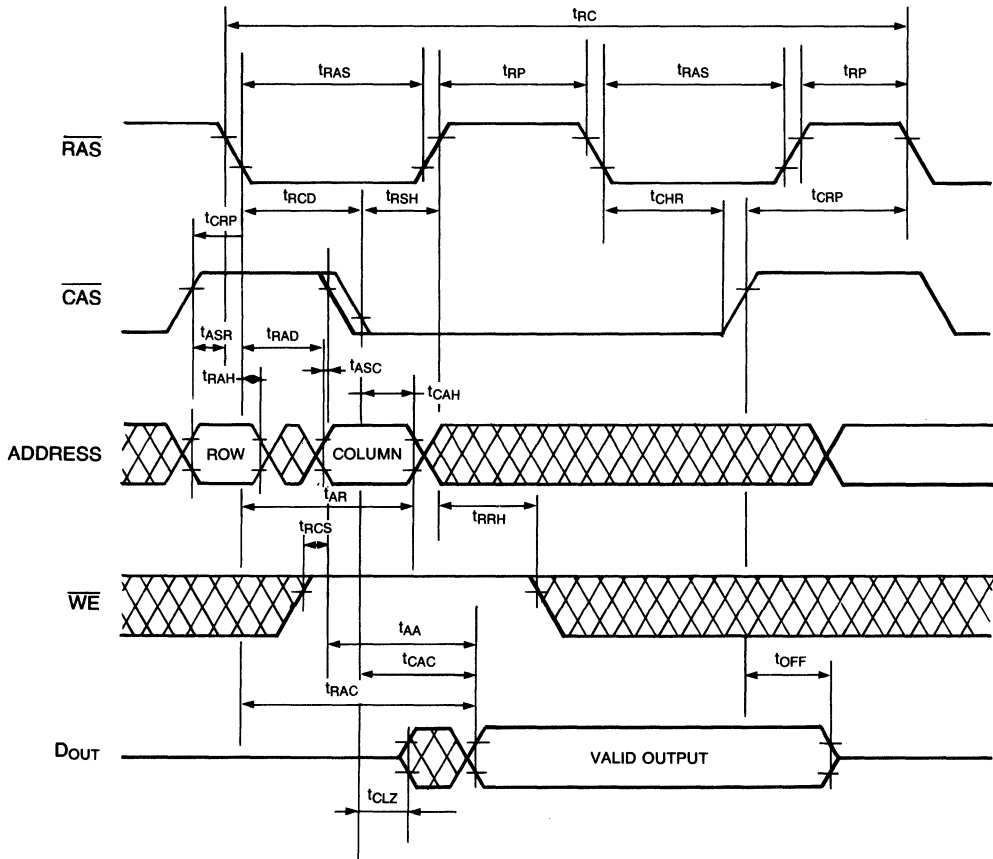 tRC
tRAS tRP tRAS tRP
RAS
tRCD tRSH tCHR tCRP
tCRP
CAS
tASR tRAD
tASC
tRAH tCAH
ADDRESS ROW COLUMN
tAR
tRCS tRRH
WE
tAA
tCAC tOFF
tRAC
DOUT VALID OUTPUT
tCLZ